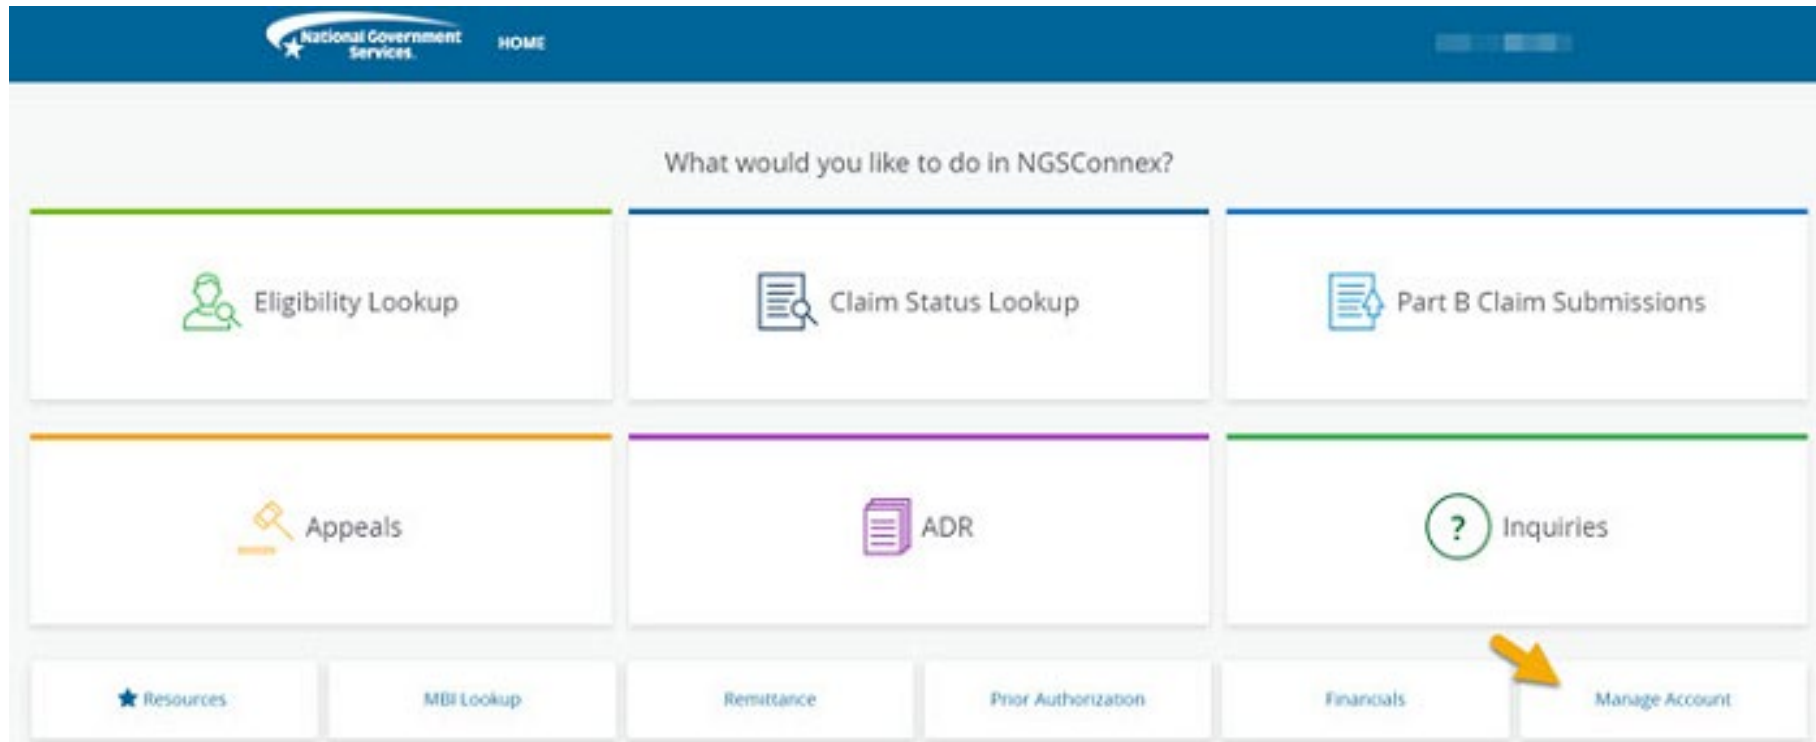 National Government
Services.
HOME
What would you like to do in NGSConnex?
Eligibility Lookup
Claim Status Lookup
Part B Claim Submissions
Appeals
ADR
? Inquiries
Resources
MBI Lookup
Remittance
Prior Authorization
Financials
Manage Account